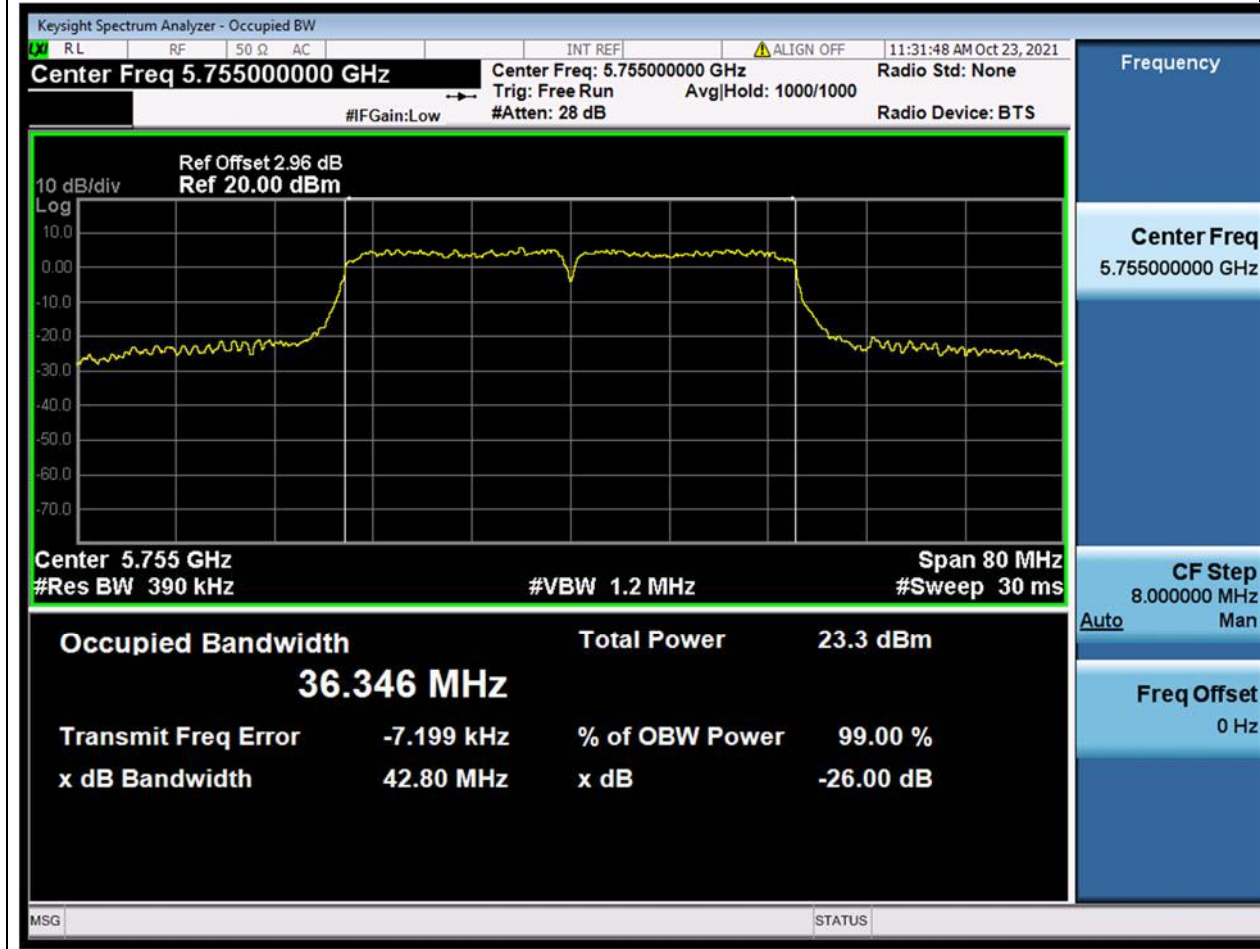 Keysight Spectrum Analyzer - Occupied BW
LXI RL RF 50 Ω AC INT REF ALIGN OFF 11:31:48 AM Oct 23, 2021
Center Freq 5.755000000 GHz
Center Freq: 5.755000000 GHz Radio Std: None
Trig: Free Run Avg|Hold: 1000/1000
#IFGain:Low #Atten: 28 dB Radio Device: BTS
Ref Offset 2.96 dB
10 dB/div Ref 20.00 dBm
Log
10.0
0.00
-10.0
-20.0
-30.0
-40.0
-50.0
-60.0
-70.0
Center 5.755 GHz Span 80 MHz
#Res BW 390 kHz #VBW 1.2 MHz #Sweep 30 ms
Occupied Bandwidth Total Power 23.3 dBm
36.346 MHz
Transmit Freq Error -7.199 kHz % of OBW Power 99.00 %
x dB Bandwidth 42.80 MHz x dB -26.00 dB
MSG STATUS
Frequency
Center Freq
5.755000000 GHz
CF Step
8.000000 MHz
Auto Man
Freq Offset
0 Hz